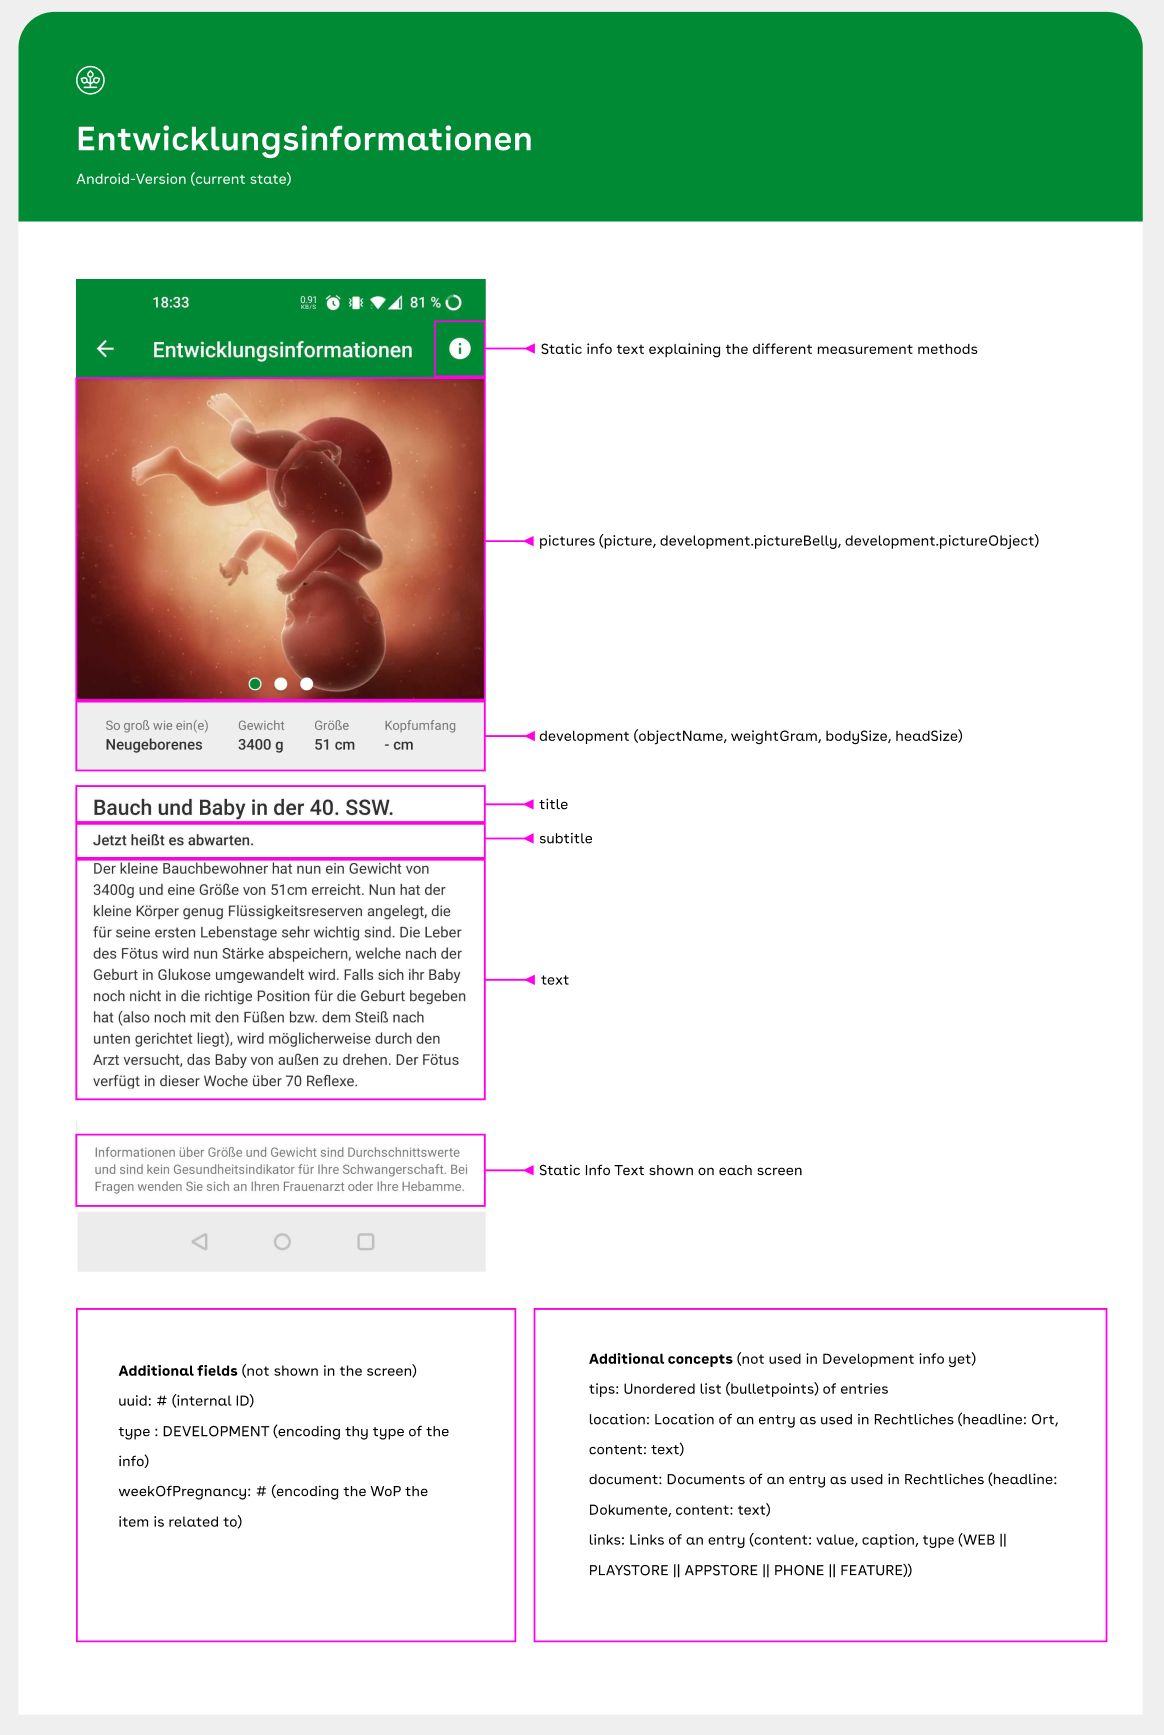 Entwicklungsinformationen
Android-Version (current state)
18:33
0.91
KB/S
81 %
Entwicklungsinformationen
Static info text explaining the different measurement methods
pictures (picture, development.pictureBelly, development.pictureObject)
So groß wie ein(e) Gewicht Größe Kopfumfang
Neugeborenes 3400 g 51 cm - cm
development (objectName, weightGram, bodySize, headSize)
Bauch und Baby in der 40. SSW.
title
Jetzt heißt es abwarten.
subtitle
Der kleine Bauchbewohner hat nun ein Gewicht von
3400g und eine Größe von 51cm erreicht. Nun hat der
kleine Körper genug Flüssigkeitsreserven angelegt, die
für seine ersten Lebenstage sehr wichtig sind. Die Leber
des Fötus wird nun Stärke abspeichern, welche nach der
Geburt in Glukose umgewandelt wird. Falls sich ihr Baby
noch nicht in die richtige Position für die Geburt begeben
hat (also noch mit den Füßen bzw. dem Steiß nach
unten gerichtet liegt), wird möglicherweise durch den
Arzt versucht, das Baby von außen zu drehen. Der Fötus
verfügt in dieser Woche über 70 Reflexe.
text
Informationen über Größe und Gewicht sind Durchschnittswerte
und sind kein Gesundheitsindikator für Ihre Schwangerschaft. Bei
Fragen wenden Sie sich an Ihren Frauenarzt oder Ihre Hebamme.
Static Info Text shown on each screen
Additional fields (not shown in the screen)
uuid: # (internal ID)
type : DEVELOPMENT (encoding thy type of the
info)
weekOfPregnancy: # (encoding the WoP the
item is related to)
Additional concepts (not used in Development info yet)
tips: Unordered list (bulletpoints) of entries
location: Location of an entry as used in Rechtliches (headline: Ort,
content: text)
document: Documents of an entry as used in Rechtliches (headline:
Dokumente, content: text)
links: Links of an entry (content: value, caption, type (WEB ||
PLAYSTORE || APPSTORE || PHONE || FEATURE))